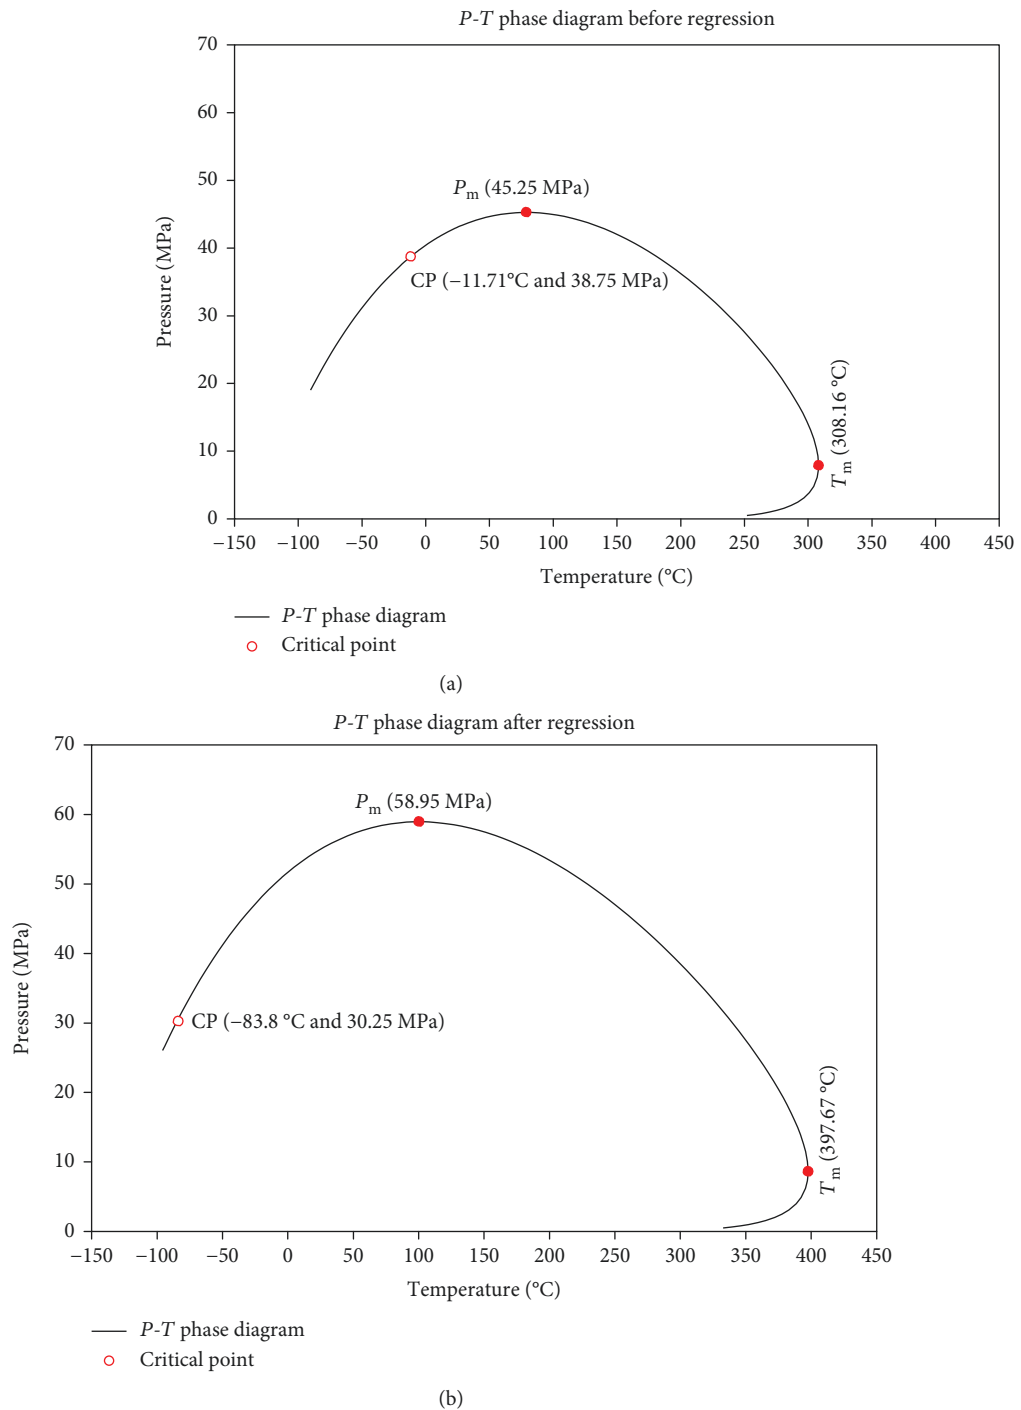 P-T phase diagram before regression
70
60
50
40
30
20
10
0
Pressure (MPa)
Pm (45.25 MPa)
CP (−11.71°C and 38.75 MPa)
Tm (308.16 °C)
−150 −100 −50 0 50 100 150 200 250 300 350 400 450
Temperature (°C)
P-T phase diagram
Critical point
(a)
P-T phase diagram after regression
70
60
50
40
30
20
10
0
Pressure (MPa)
Pm (58.95 MPa)
CP (−83.8 °C and 30.25 MPa)
Tm (397.67 °C)
−150 −100 −50 0 50 100 150 200 250 300 350 400 450
Temperature (°C)
P-T phase diagram
Critical point
(b)